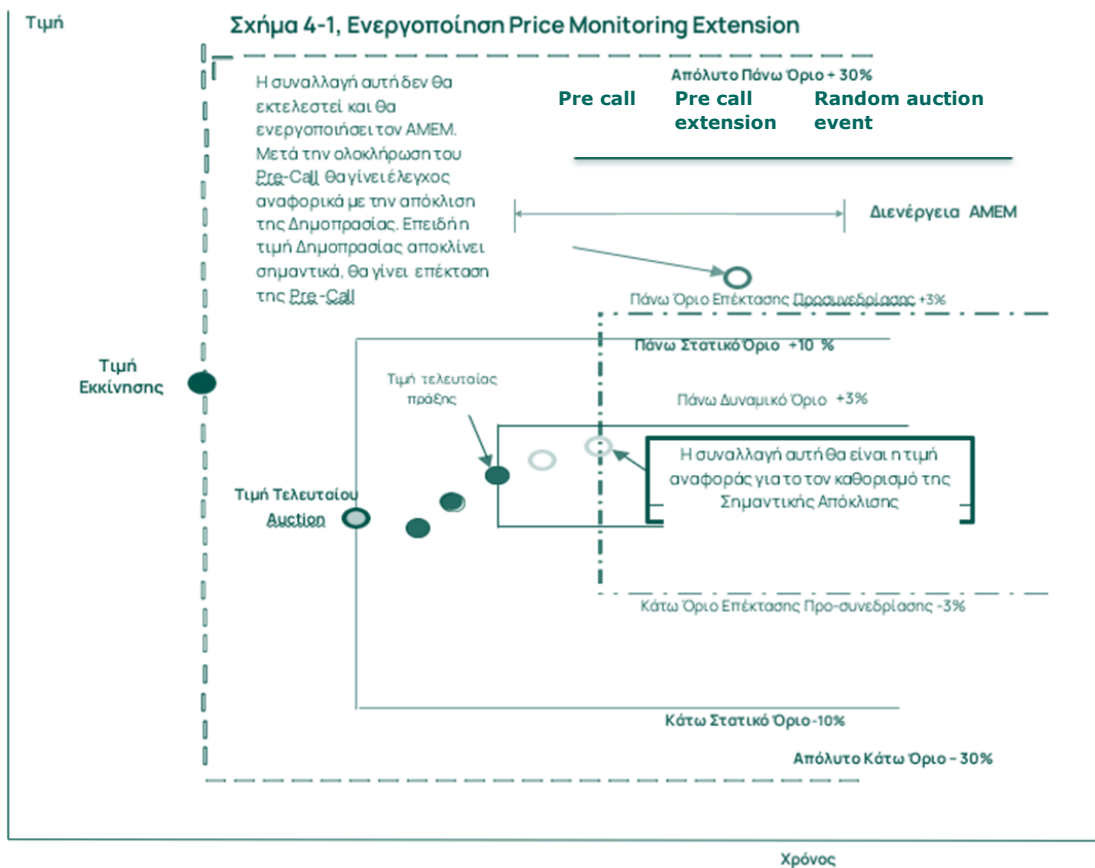 Τιμή
Σχήμα 4-1, Ενεργοποίηση Price Monitoring Extension
Απόλυτο Πάνω Όριο + 30%
Η συναλλαγή αυτή δεν θα
εκτελεστεί και θα
ενεργοποιήσει τον ΑΜΕΜ.
Μετά την ολοκλήρωση του
Pre-Call θα γίνει έλεγχος
αναφορικά με την απόκλιση
της Δημοπρασίας. Επειδή η
τιμή Δημοπρασίας αποκλίνει
σημαντικά, θα γίνει επέκταση
της Pre -Call
Pre call
Pre call
extension
Random auction
event
Διενέργεια ΑΜΕΜ
Πάνω Όριο Επέκτασης Προσυνεδρίασης +3%
Πάνω Στατικό Όριο +10 %
Τιμή
Εκκίνησης
Τιμή τελευταίας
πράξης
Πάνω Δυναμικό Όριο +3%
Η συναλλαγή αυτή θα είναι η τιμή
αναφοράς για το τον καθορισμό της
Σημαντικής Απόκλισης
Τιμή Τελευταίου
Auction
Κάτω Όριο Επέκτασης Προ-συνεδρίασης -3%
Κάτω Στατικό Όριο -10%
Απόλυτο Κάτω Όριο – 30%
Χρόνος